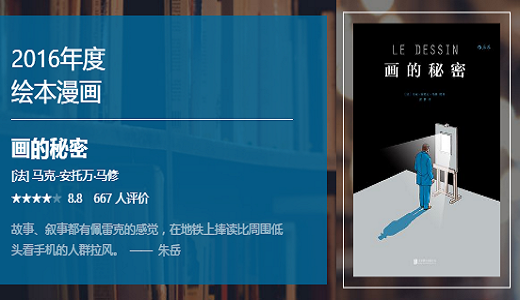 2016年度
绘本漫画
画的秘密
[法] 马克-安托万·马修
★★★★★ 8.8 667 人评价
故事、叙事都有佩雷克的感觉，在地铁上捧读比周围低
头看手机的人群拉风。 —— 朱岳
LE DESSIN
画的秘密